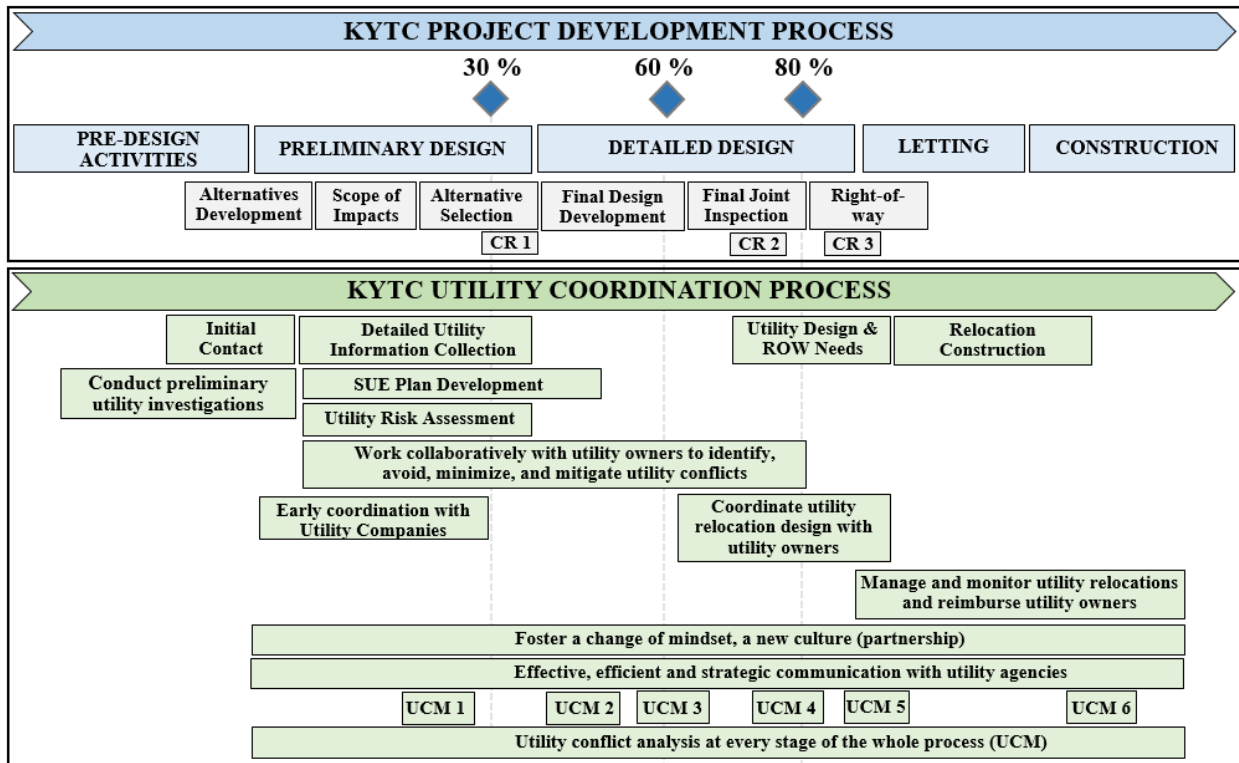 KYTC PROJECT DEVELOPMENT PROCESS
30 %
60 %
80 %
PRE-DESIGN
ACTIVITIES
PRELIMINARY DESIGN
DETAILED DESIGN
LETTING
CONSTRUCTION
Alternatives
Development
Scope of
Impacts
Alternative
Selection
Final Design
Development
Final Joint
Inspection
Right-of-
way
CR 1
CR 2
CR 3
KYTC UTILITY COORDINATION PROCESS
Initial
Contact
Detailed Utility
Information Collection
Utility Design &
ROW Needs
Relocation
Construction
Conduct preliminary
utility investigations
SUE Plan Development
Utility Risk Assessment
Work collaboratively with utility owners to identify,
avoid, minimize, and mitigate utility conflicts
Early coordination with
Utility Companies
Coordinate utility
relocation design with
utility owners
Manage and monitor utility relocations
and reimburse utility owners
Foster a change of mindset, a new culture (partnership)
Effective, efficient and strategic communication with utility agencies
UCM 1
UCM 2
UCM 3
UCM 4
UCM 5
UCM 6
Utility conflict analysis at every stage of the whole process (UCM)